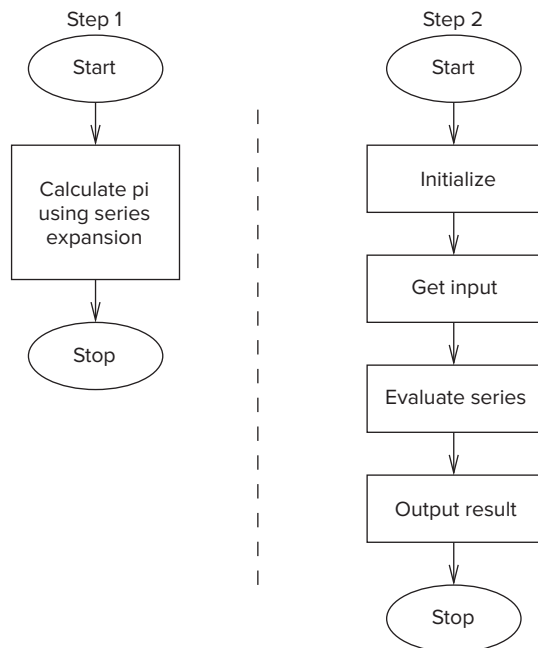 Step 1
Start
Calculate pi
using series
expansion
Stop
Step 2
Start
Initialize
Get input
Evaluate series
Output result
Stop